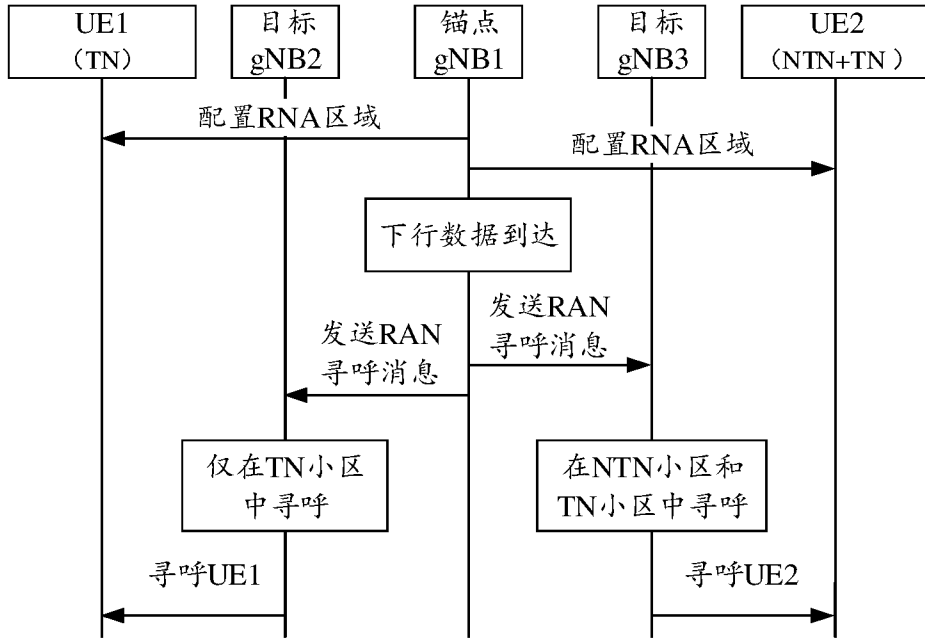 UE1
（TN）
目标
gNB2
锚点
gNB1
目标
gNB3
UE2
（NTN+TN）
配置RNA区域
配置RNA区域
下行数据到达
发送RAN
寻呼消息
发送RAN
寻呼消息
仅在TN小区
中寻呼
在NTN小区和
TN小区中寻呼
寻呼UE1
寻呼UE2